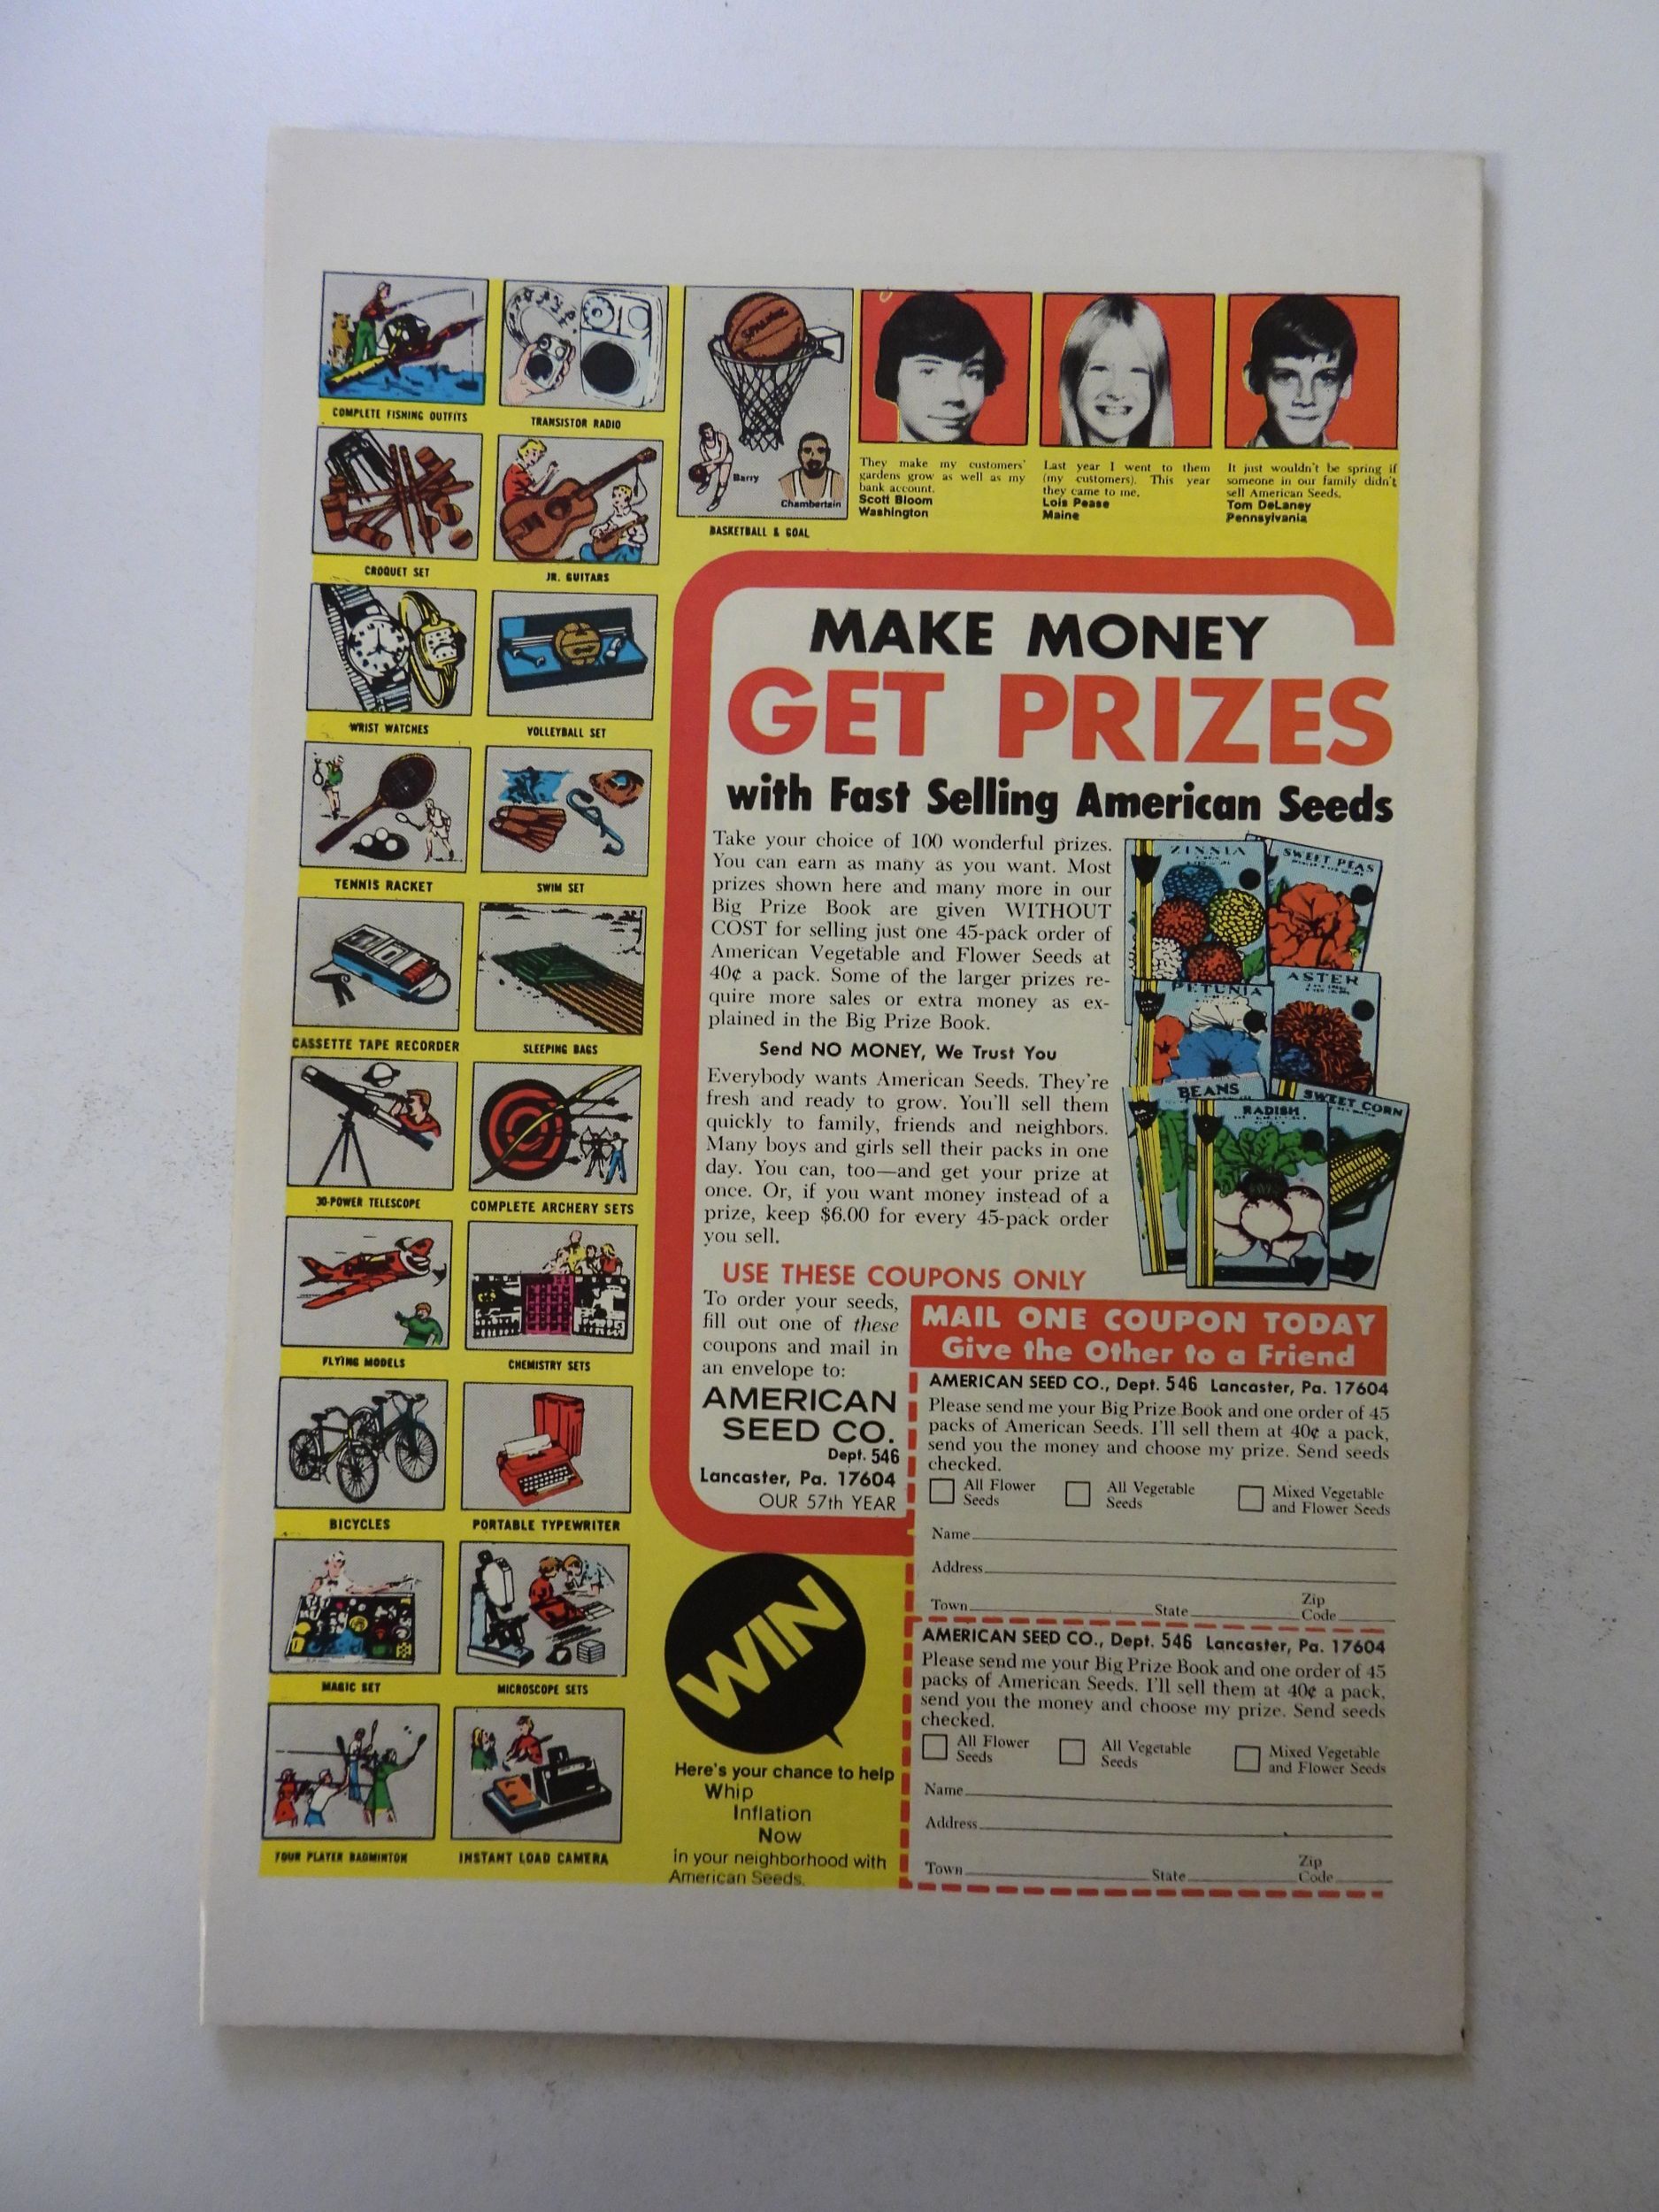 COMPLETE FISHING OUTFITS
TRANSISTOR RADIO
SPALDING
Barry
Chamberlain
BASKETBALL & GOAL
CROQUET SET
JR. GUITARS
WRIST WATCHES
VOLLEYBALL SET
TENNIS RACKET
SWIM SET
CASSETTE TAPE RECORDER
SLEEPING BAGS
30-POWER TELESCOPE
COMPLETE ARCHERY SETS
FLYING MODELS
CHEMISTRY SETS
BICYCLES
PORTABLE TYPEWRITER
MAGIC SET
MICROSCOPE SETS
FOUR PLAYER BADMINTON
INSTANT LOAD CAMERA
They make my customers'
gardens grow as well as my
bank account.
Scott Bloom
Washington
Last year I went to them
(my customers). This year
they came to me.
Lois Pease
Maine
It just wouldn't be spring if
someone in our family didn't
sell American Seeds.
Tom DeLaney
Pennsylvania
MAKE MONEY
GET PRIZES
with Fast Selling American Seeds
Take your choice of 100 wonderful prizes.
You can earn as many as you want. Most
prizes shown here and many more in our
Big Prize Book are given WITHOUT
COST for selling just one 45-pack order of
American Vegetable and Flower Seeds at
40¢ a pack. Some of the larger prizes re-
quire more sales or extra money as ex-
plained in the Big Prize Book.
Send NO MONEY, We Trust You
Everybody wants American Seeds. They're
fresh and ready to grow. You'll sell them
quickly to family, friends and neighbors.
Many boys and girls sell their packs in one
day. You can, too—and get your prize at
once. Or, if you want money instead of a
prize, keep $6.00 for every 45-pack order
you sell.
ZINNIA
SWEET PEAS
PETUNIA
ASTER
BEANS
RADISH
SWEET CORN
USE THESE COUPONS ONLY
To order your seeds,
fill out one of these
coupons and mail in
an envelope to:
AMERICAN
SEED CO.
Dept. 546
Lancaster, Pa. 17604
OUR 57th YEAR
MAIL ONE COUPON TODAY
Give the Other to a Friend
AMERICAN SEED CO., Dept. 546 Lancaster, Pa. 17604
Please send me your Big Prize Book and one order of 45
packs of American Seeds. I'll sell them at 40¢ a pack,
send you the money and choose my prize. Send seeds
checked.
All Flower
Seeds
All Vegetable
Seeds
Mixed Vegetable
and Flower Seeds
Name
Address
Town State Zip
Code
AMERICAN SEED CO., Dept. 546 Lancaster, Pa. 17604
Please send me your Big Prize Book and one order of 45
packs of American Seeds. I'll sell them at 40¢ a pack,
send you the money and choose my prize. Send seeds
checked.
All Flower
Seeds
All Vegetable
Seeds
Mixed Vegetable
and Flower Seeds
Name
Address
Town State Zip
Code
WIN
Here's your chance to help
Whip
Inflation
Now
in your neighborhood with
American Seeds.